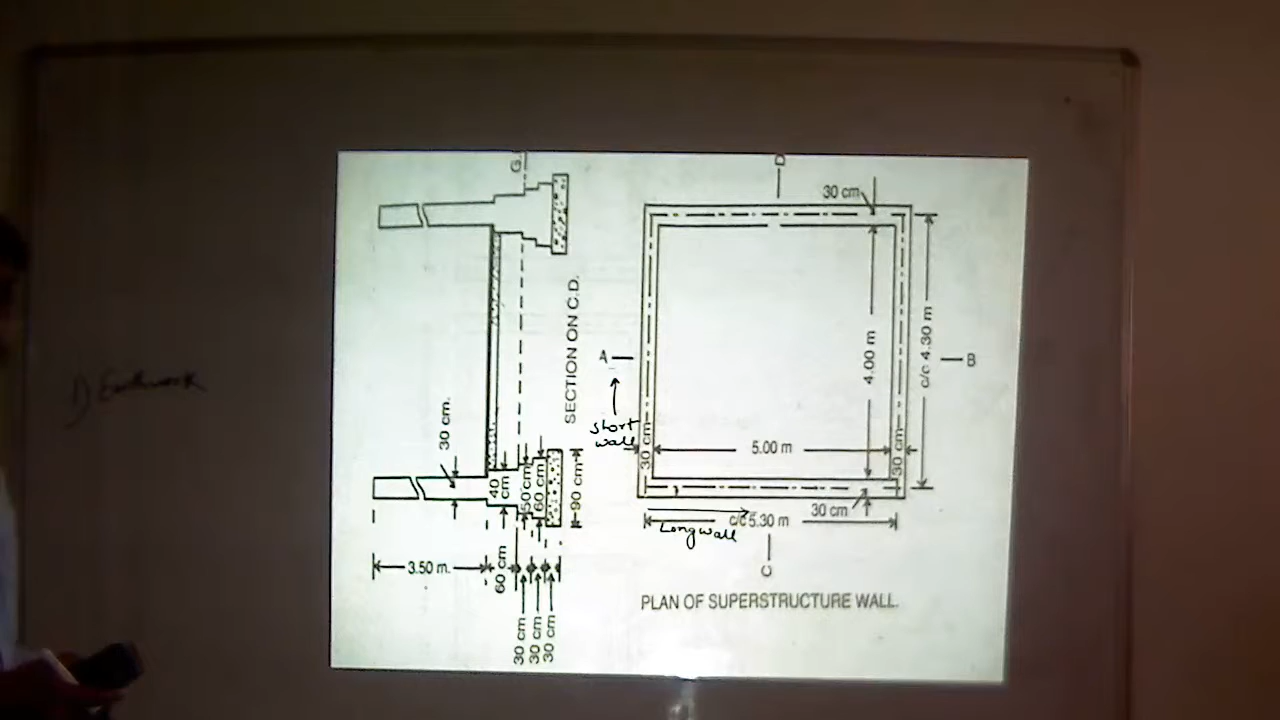 1) Earthwork
G.
SECTION ON C.D.
30 cm.
40 cm
50 cm
60 cm
90 cm
3.50 m.
60 cm
30 cm
30 cm
30 cm
D
30 cm
A
B
short wall
4.00 m
c/c 4.30 m
30 cm
5.00 m
30 cm
30 cm
c/c 5.30 m
Long wall
C
PLAN OF SUPERSTRUCTURE WALL.